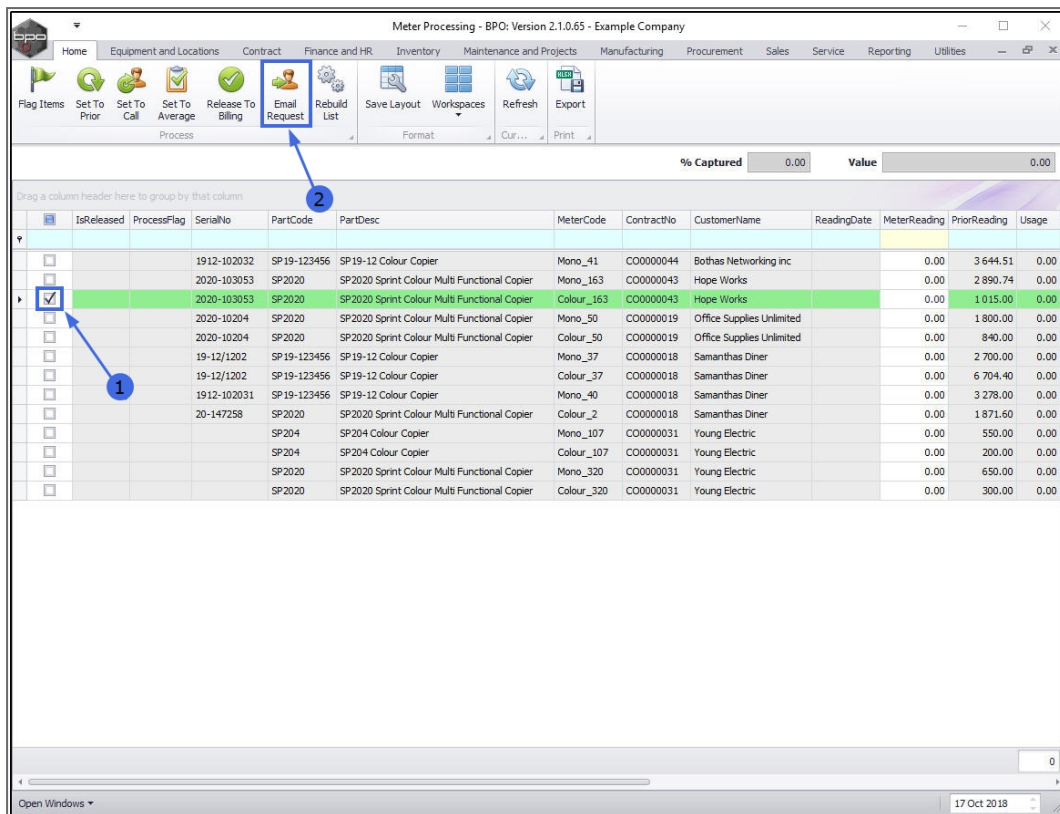 bpo
Meter Processing - BPO: Version 2.1.0.65 - Example Company
Home Equipment and Locations Contract Finance and HR Inventory Maintenance and Projects Manufacturing Procurement Sales Service Reporting Utilities
Flag Items Set To Prior Set To Call Set To Average Release To Billing Email Request Rebuild List Save Layout Workspaces Refresh XLSX Export
Process Format Cur... Print
% Captured 0.00 Value 0.00
Drag a column header here to group by that column
2
IsReleased ProcessFlag SerialNo PartCode PartDesc MeterCode ContractNo CustomerName ReadingDate MeterReading PriorReading Usage
1912-102032 SP19-123456 SP19-12 Colour Copier Mono_41 CO0000044 Bothas Networking inc 0.00 3 644.51 0.00
2020-103053 SP2020 SP2020 Sprint Colour Multi Functional Copier Mono_163 CO0000043 Hope Works 0.00 2 890.74 0.00
2020-103053 SP2020 SP2020 Sprint Colour Multi Functional Copier Colour_163 CO0000043 Hope Works 0.00 1 015.00 0.00
2020-10204 SP2020 SP2020 Sprint Colour Multi Functional Copier Mono_50 CO0000019 Office Supplies Unlimited 0.00 1 800.00 0.00
2020-10204 SP2020 SP2020 Sprint Colour Multi Functional Copier Colour_50 CO0000019 Office Supplies Unlimited 0.00 840.00 0.00
19-12/1202 SP19-123456 SP19-12 Colour Copier Mono_37 CO0000018 Samanthas Diner 0.00 2 700.00 0.00
19-12/1202 SP19-123456 SP19-12 Colour Copier Colour_37 CO0000018 Samanthas Diner 0.00 6 704.40 0.00
1
1912-102031 SP19-123456 SP19-12 Colour Copier Mono_40 CO0000018 Samanthas Diner 0.00 3 278.00 0.00
20-147258 SP2020 SP2020 Sprint Colour Multi Functional Copier Colour_2 CO0000018 Samanthas Diner 0.00 1 871.60 0.00
SP204 SP204 Colour Copier Mono_107 CO0000031 Young Electric 0.00 550.00 0.00
SP204 SP204 Colour Copier Colour_107 CO0000031 Young Electric 0.00 200.00 0.00
SP2020 SP2020 Sprint Colour Multi Functional Copier Mono_320 CO0000031 Young Electric 0.00 650.00 0.00
SP2020 SP2020 Sprint Colour Multi Functional Copier Colour_320 CO0000031 Young Electric 0.00 300.00 0.00
0
Open Windows 17 Oct 2018